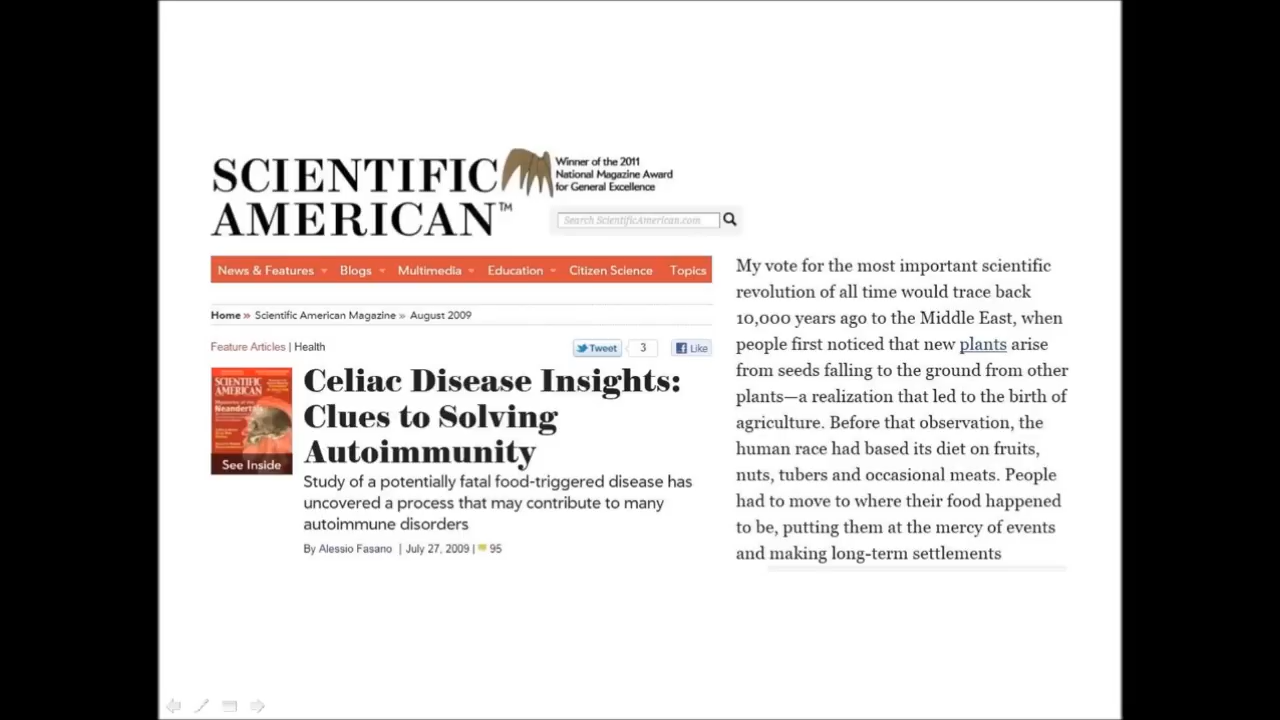 SCIENTIFIC
AMERICAN™
Winner of the 2011
National Magazine Award
for General Excellence
Search ScientificAmerican.com
News & Features
Blogs
Multimedia
Education
Citizen Science
Topics
Home » Scientific American Magazine » August 2009
Feature Articles | Health
Tweet
3
Like
SCIENTIFIC
AMERICAN
See Inside
Celiac Disease Insights:
Clues to Solving
Autoimmunity
Study of a potentially fatal food-triggered disease has
uncovered a process that may contribute to many
autoimmune disorders
By Alessio Fasano | July 27, 2009 | 95
My vote for the most important scientific
revolution of all time would trace back
10,000 years ago to the Middle East, when
people first noticed that new plants arise
from seeds falling to the ground from other
plants—a realization that led to the birth of
agriculture. Before that observation, the
human race had based its diet on fruits,
nuts, tubers and occasional meats. People
had to move to where their food happened
to be, putting them at the mercy of events
and making long-term settlements